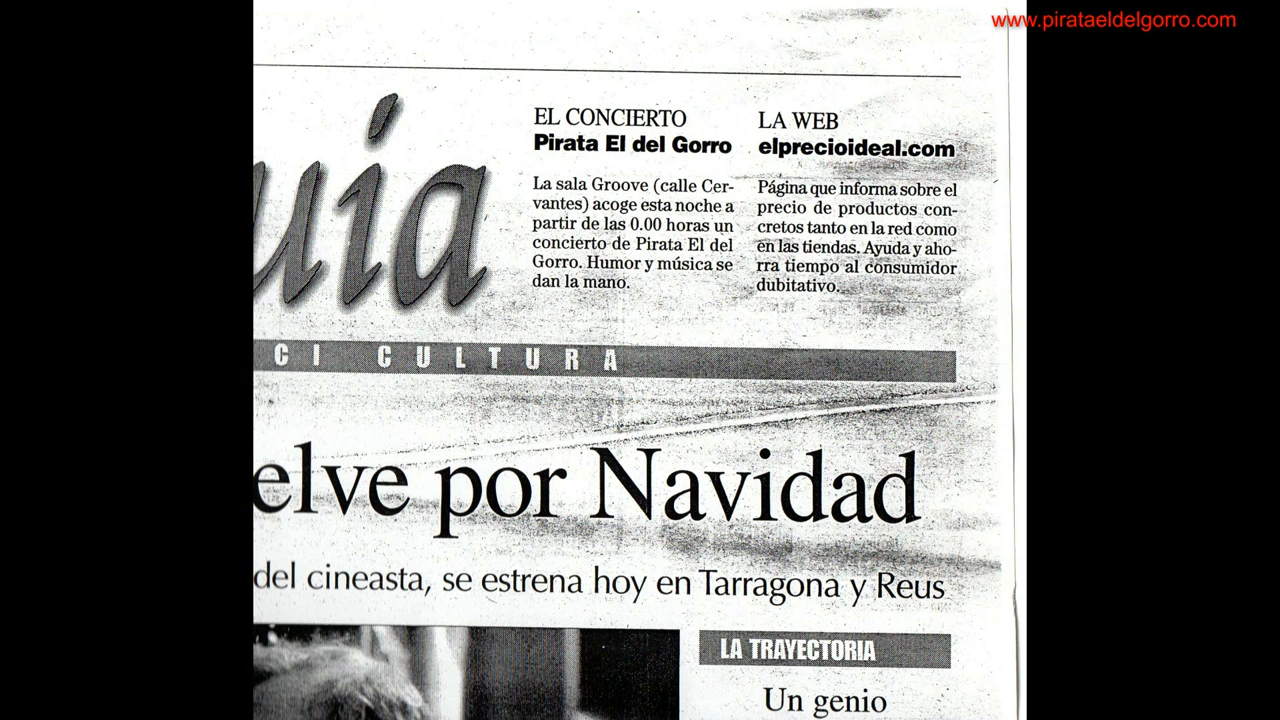 www.pirataeldelgorro.com
uía
EL CONCIERTO
Pirata El del Gorro
La sala Groove (calle Cer-
vantes) acoge esta noche a
partir de las 0.00 horas un
concierto de Pirata El del
Gorro. Humor y música se
dan la mano.
LA WEB
elprecioideal.com
Página que informa sobre el
precio de productos con-
cretos tanto en la red como
en las tiendas. Ayuda y aho-
rra tiempo al consumidor
dubitativo.
CI CULTURA
elve por Navidad
del cineasta, se estrena hoy en Tarragona y Reus
LA TRAYECTORIA
Un genio